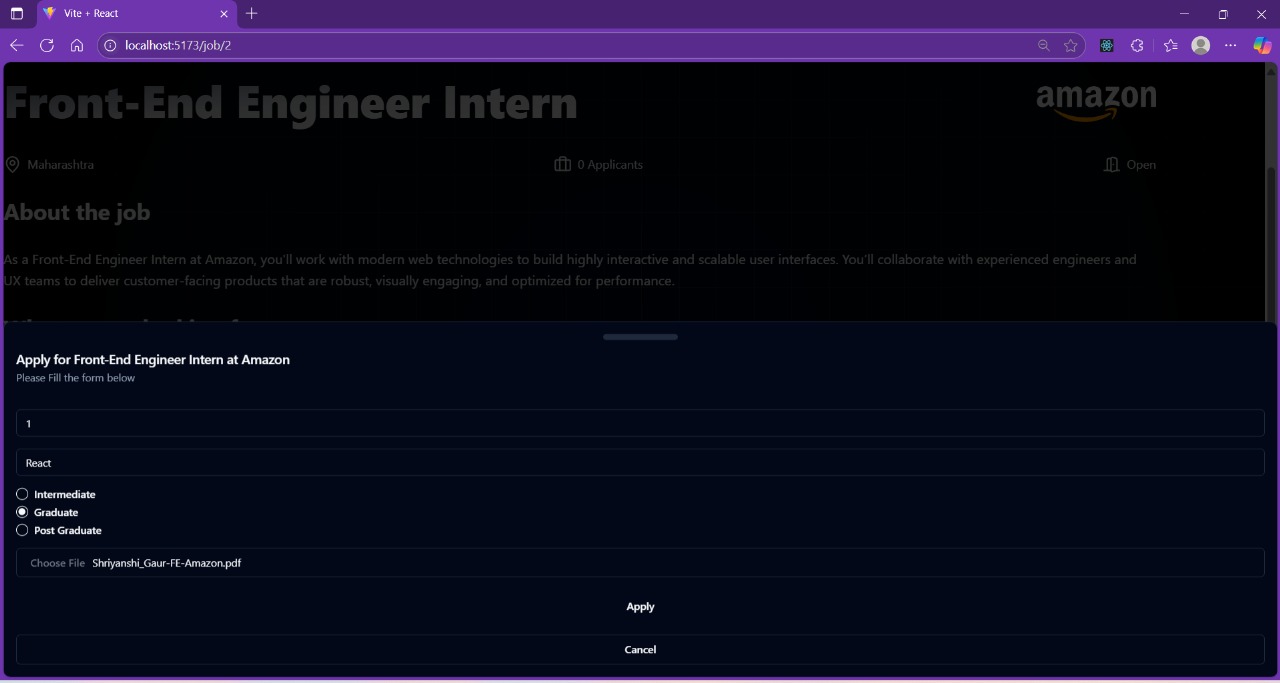 Vite + React
localhost:5173/job/2
Front-End Engineer Intern
amazon
Maharashtra
0 Applicants
Open
About the job
As a Front-End Engineer Intern at Amazon, you'll work with modern web technologies to build highly interactive and scalable user interfaces. You'll collaborate with experienced engineers and
UX teams to deliver customer-facing products that are robust, visually engaging, and optimized for performance.
Apply for Front-End Engineer Intern at Amazon
Please Fill the form below
1
React
Intermediate
Graduate
Post Graduate
Choose File Shriyanshi_Gaur-FE-Amazon.pdf
Apply
Cancel